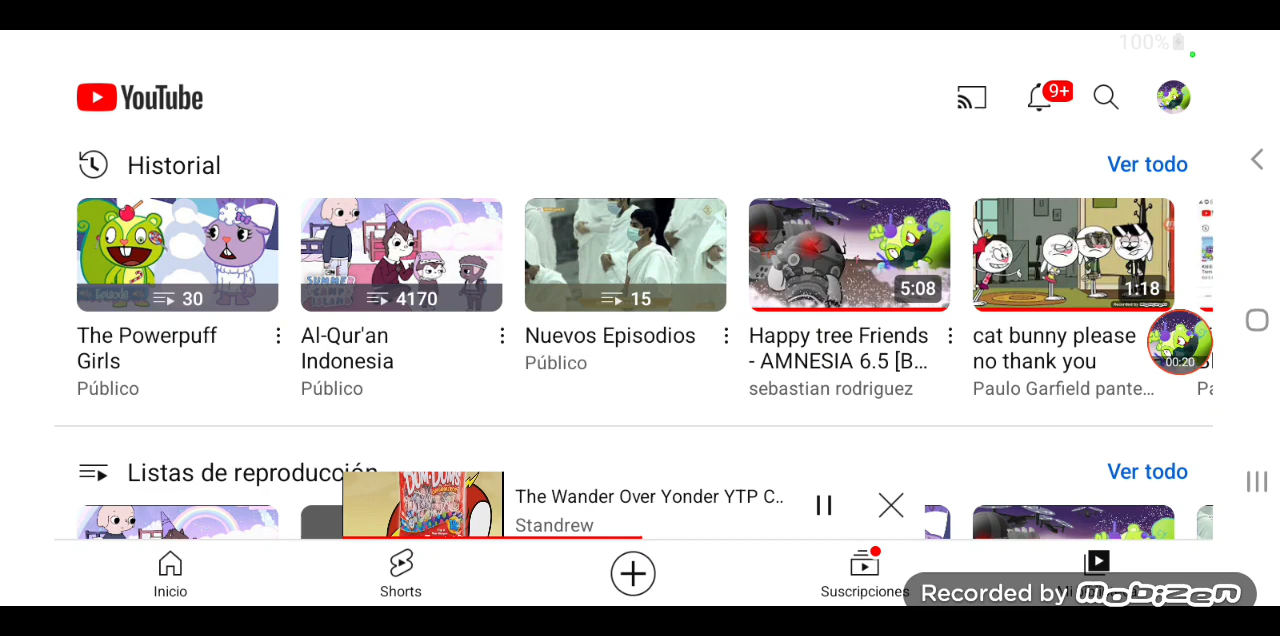 100%
YouTube
9+
Historial
Ver todo
30
SUMMER CAMP ISLAND
4170
15
5:08
1:18
The Powerpuff Girls
Público
Al-Qur'an Indonesia
Público
Nuevos Episodios
Público
Happy tree Friends - AMNESIA 6.5 [B...
sebastian rodriguez
cat bunny please no thank you
Paulo Garfield pante...
00:20
Listas de reproducción
Ver todo
The Wander Over Yonder YTP C..
Standrew
Inicio
Shorts
Suscripciones
Recorded by mobizen